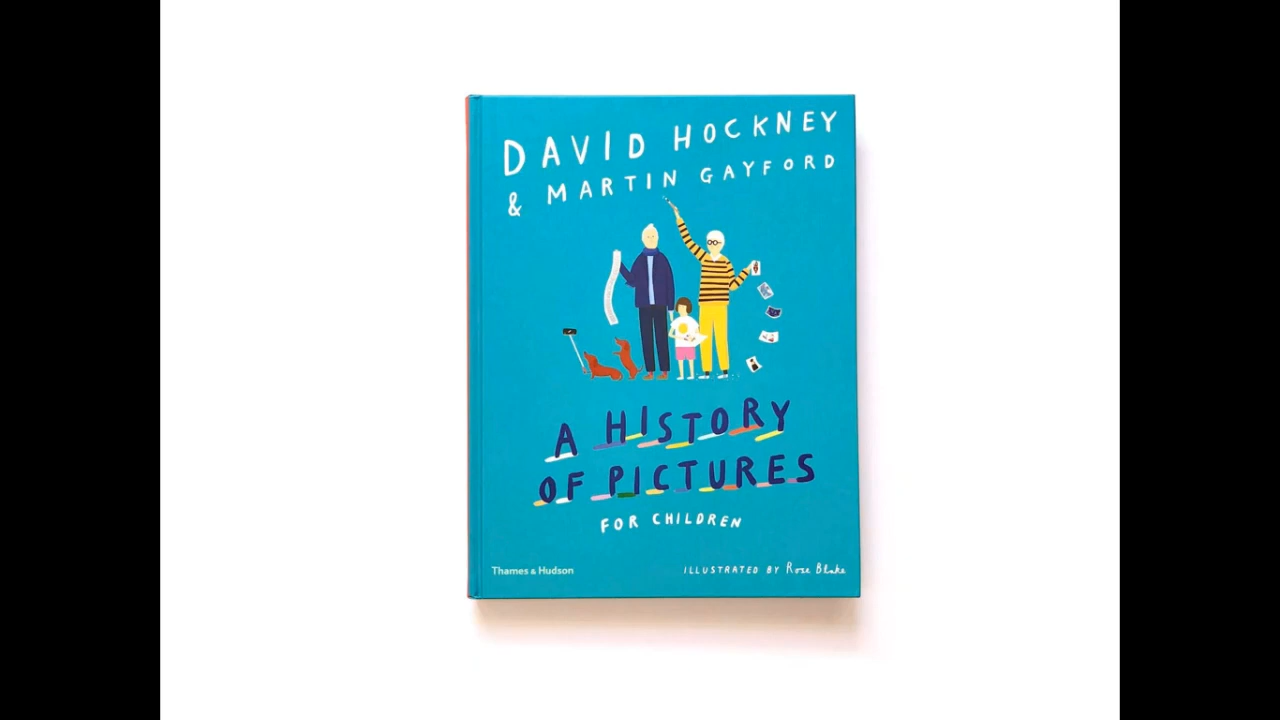 DAVID HOCKNEY
& MARTIN GAYFORD
A HISTORY
OF PICTURES
FOR CHILDREN
Thames & Hudson
ILLUSTRATED BY Rose Blake